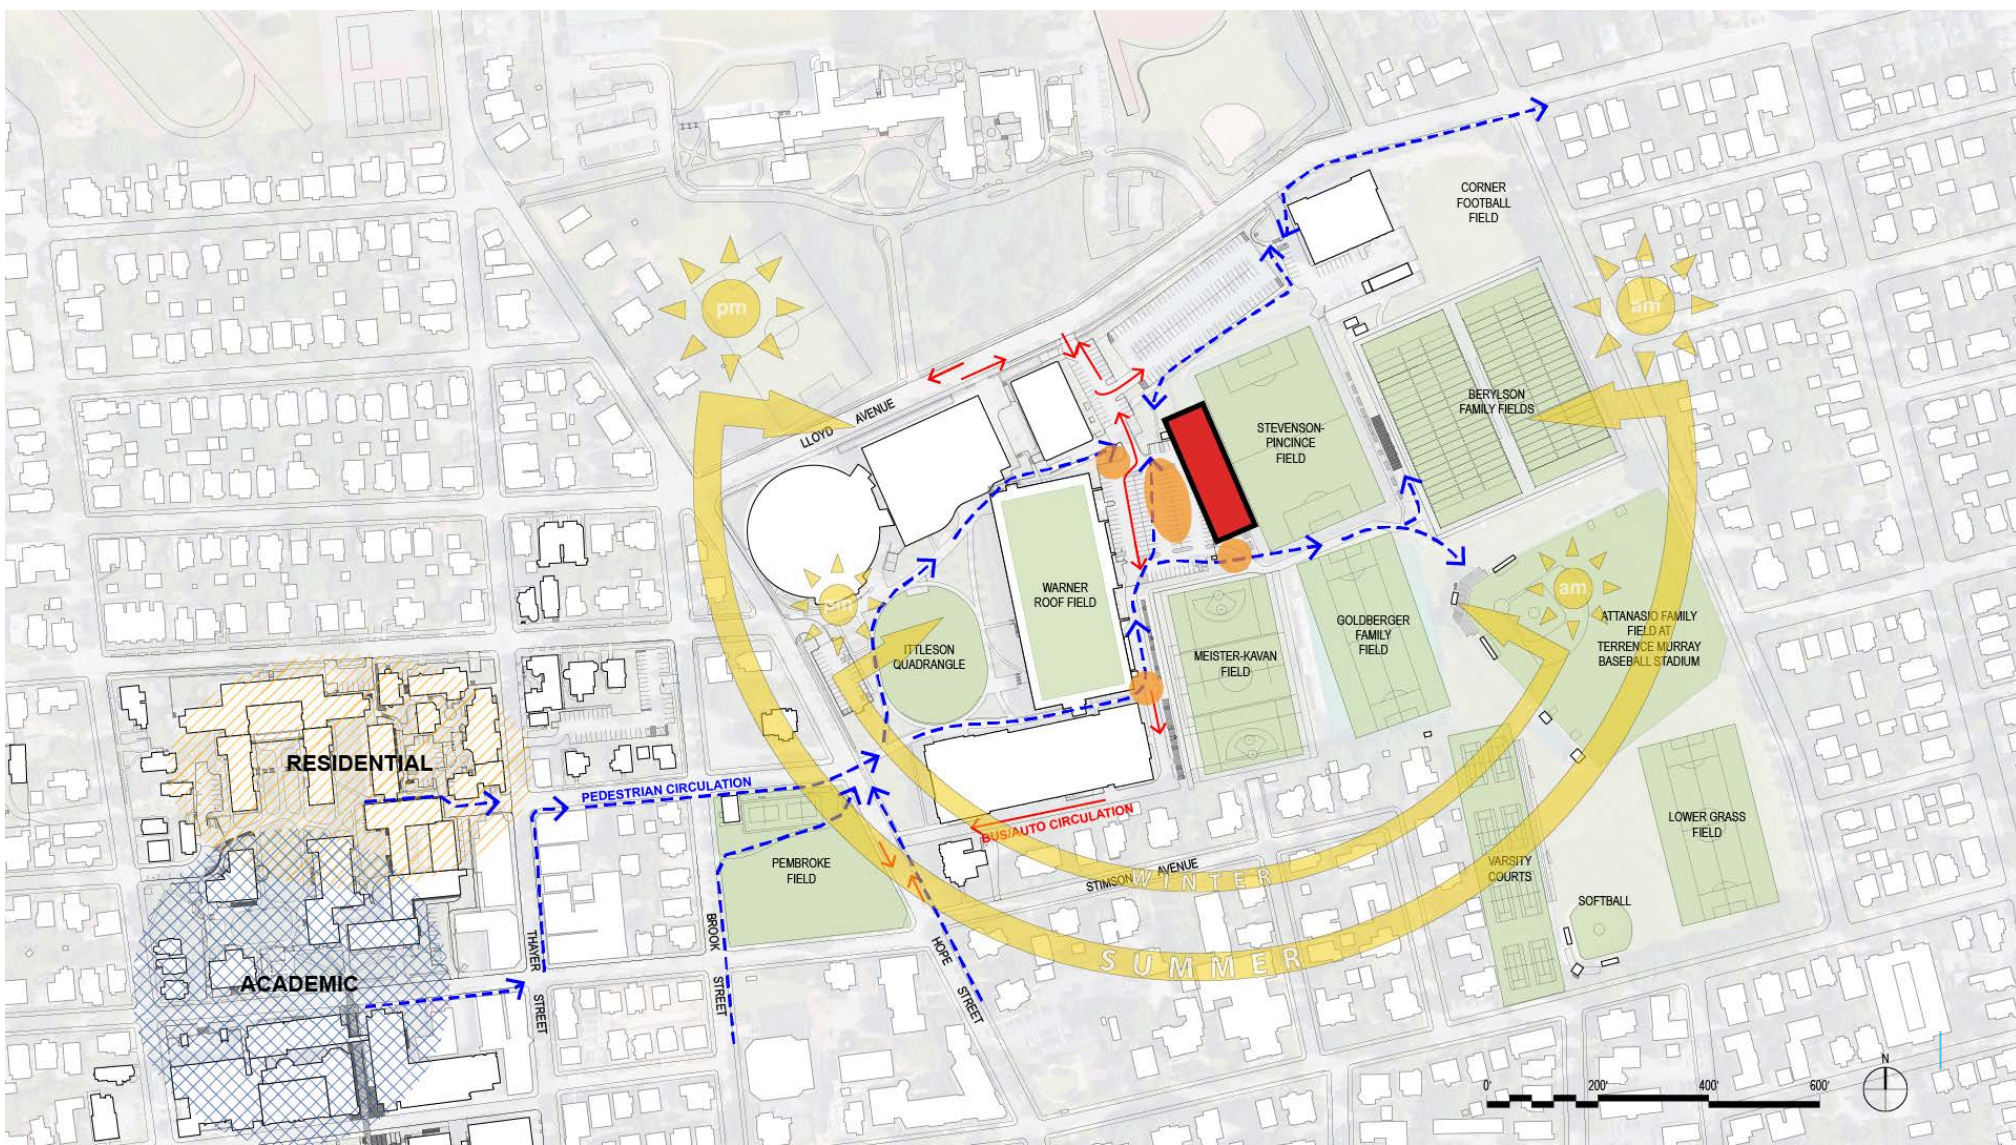 CORNER
FOOTBALL
FIELD
pm
am
BERYLSON
FAMILY FIELDS
LLOYD AVENUE
STEVENSON-
PINCINCE
FIELD
WARNER
ROOF FIELD
pm
am
ITTLESON
QUADRANGLE
MEISTER-KAVAN
FIELD
GOLDBERGER
FAMILY
FIELD
ATTANASIO FAMILY
FIELD AT
TERRENCE MURRAY
BASEBALL STADIUM
RESIDENTIAL
PEDESTRIAN CIRCULATION
BUS/AUTO CIRCULATION
LOWER GRASS
FIELD
PEMBROKE
FIELD
STIMSON AVENUE
WINTER
VARSITY
COURTS
SOFTBALL
SUMMER
ACADEMIC
THAYER STREET
BROOK STREET
HOPE STREET
0' 200' 400' 600'
N